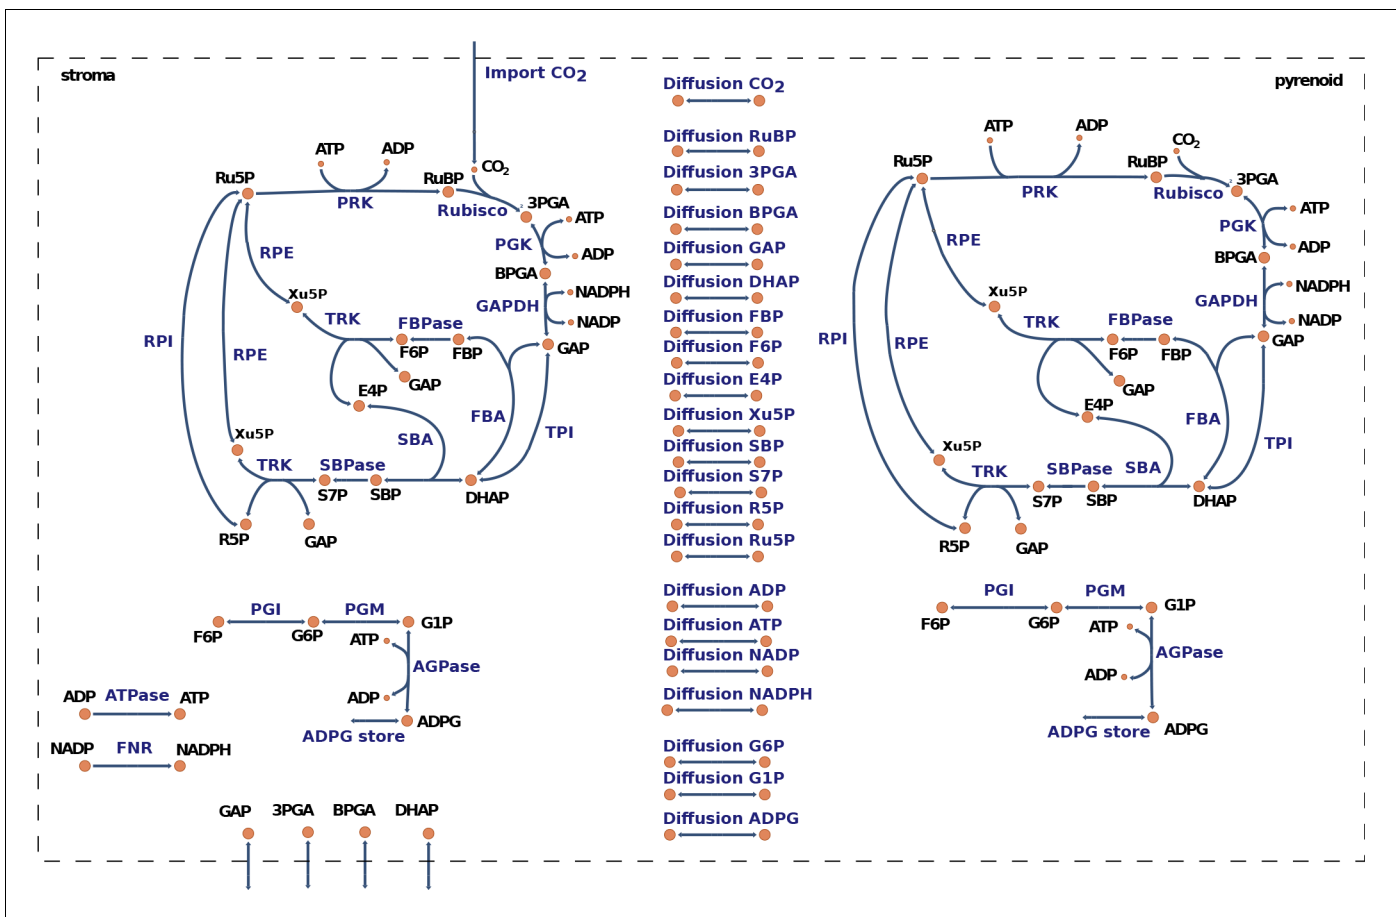 stroma
Import CO2
ATP
ADP
CO2
Ru5P
RuBP
PRK
Rubisco
2
3PGA
ATP
PGK
ADP
BPGA
RPE
NADPH
GAPDH
NADP
Xu5P
TRK
FBPase
RPI
RPE
F6P
FBP
GAP
E4P
GAP
FBA
SBA
TPI
Xu5P
TRK
SBPase
S7P
SBP
DHAP
R5P
GAP
PGI
PGM
F6P
G6P
G1P
ATP
AGPase
ADP
ADPG
ADPG store
ADP
ATPase
ATP
NADP
FNR
NADPH
GAP
3PGA
BPGA
DHAP
Diffusion CO2
Diffusion RuBP
Diffusion 3PGA
Diffusion BPGA
Diffusion GAP
Diffusion DHAP
Diffusion FBP
Diffusion F6P
Diffusion E4P
Diffusion Xu5P
Diffusion SBP
Diffusion S7P
Diffusion R5P
Diffusion Ru5P
Diffusion ADP
Diffusion ATP
Diffusion NADP
Diffusion NADPH
Diffusion G6P
Diffusion G1P
Diffusion ADPG
pyrenoid
ATP
ADP
CO2
Ru5P
RuBP
PRK
Rubisco
2
3PGA
ATP
PGK
ADP
BPGA
RPE
NADPH
GAPDH
NADP
Xu5P
TRK
FBPase
RPI
RPE
F6P
FBP
GAP
GAP
E4P
FBA
TPI
Xu5P
TRK
SBPase
SBA
S7P
SBP
DHAP
R5P
GAP
PGI
PGM
F6P
G6P
G1P
ATP
AGPase
ADP
ADPG store
ADPG